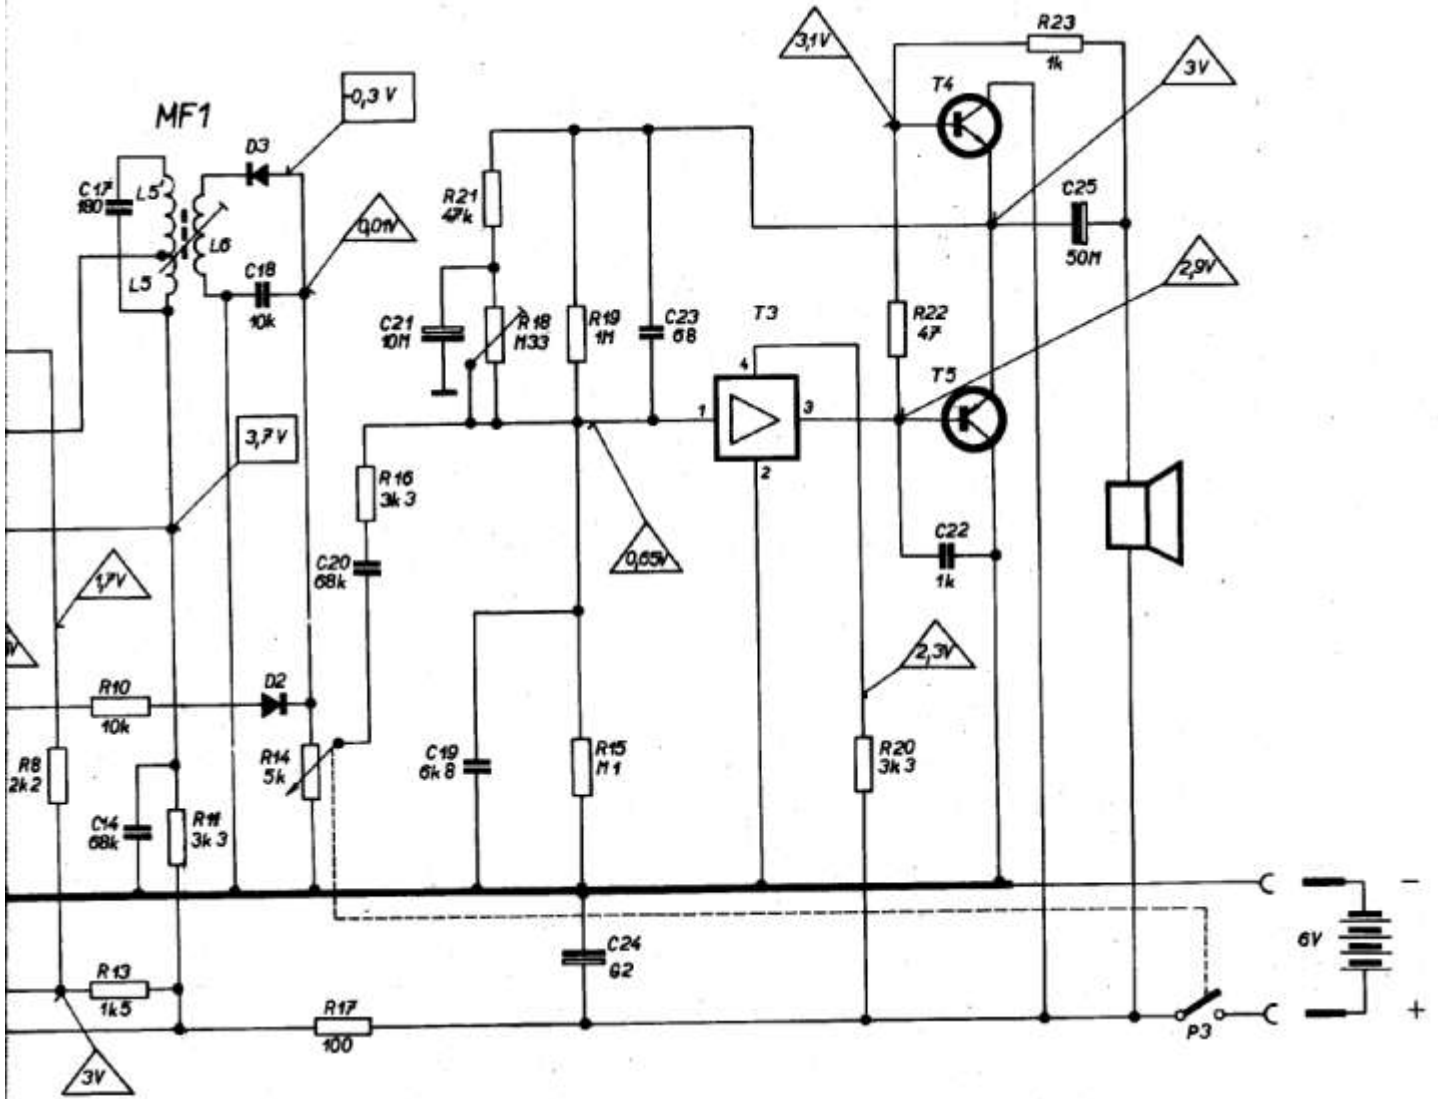 R23
1k
3,1V
3V
T4
-0,3 V
MF1
D3
C17
180
L5'
L6
L5
C18
10k
0,01V
R21
47k
C25
50M
2,9V
C21
10M
R18
M33
R19
1M
C23
68
T3
R22
47
T5
4
1
3
2
3,7V
R16
3k3
C20
68k
0,65V
C22
1k
1,7V
V
2,3V
R10
10k
D2
R8
2k2
R14
5k
C19
6k8
R15
M1
R20
3k3
C14
68k
R11
3k3
-
6V
+
C24
G2
R13
1k5
R17
100
P3
3V